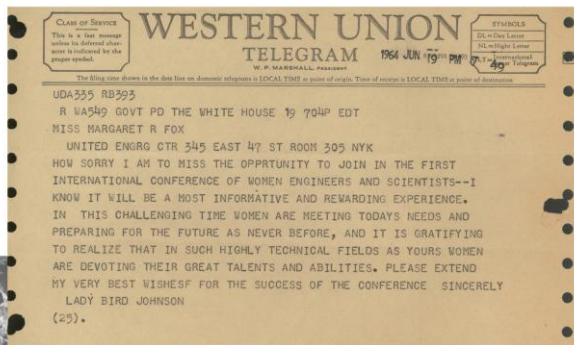 CLASS OF SERVICE
This is a fast message
unless its deferred char-
acter is indicated by the
proper symbol.
WESTERN UNION
TELEGRAM
W. P. MARSHALL, PRESIDENT
1964 JUN 19 PM 7 49
SYMBOLS
DL=Day Letter
NL=Night Letter
LT=International Letter Telegram
The filing time shown in the date line on domestic telegrams is LOCAL TIME at point of origin. Time of receipt is LOCAL TIME at point of destination
UDA335 RB393
R WA549 GOVT PD THE WHITE HOUSE 19 704P EDT
MISS MARGARET R FOX
UNITED ENGRG CTR 345 EAST 47 ST ROOM 305 NYK
HOW SORRY I AM TO MISS THE OPPRTUNITY TO JOIN IN THE FIRST
INTERNATIONAL CONFERENCE OF WOMEN ENGINEERS AND SCIENTISTS--I
KNOW IT WILL BE A MOST INFORMATIVE AND REWARDING EXPERIENCE.
IN THIS CHALLENGING TIME WOMEN ARE MEETING TODAYS NEEDS AND
PREPARING FOR THE FUTURE AS NEVER BEFORE, AND IT IS GRATIFYING
TO REALIZE THAT IN SUCH HIGHLY TECHNICAL FIELDS AS YOURS WOMEN
ARE DEVOTING THEIR GREAT TALENTS AND ABILITIES. PLEASE EXTEND
MY VERY BEST WISHESF FOR THE SUCCESS OF THE CONFERENCE SINCERELY
LADY BIRD JOHNSON
(25).